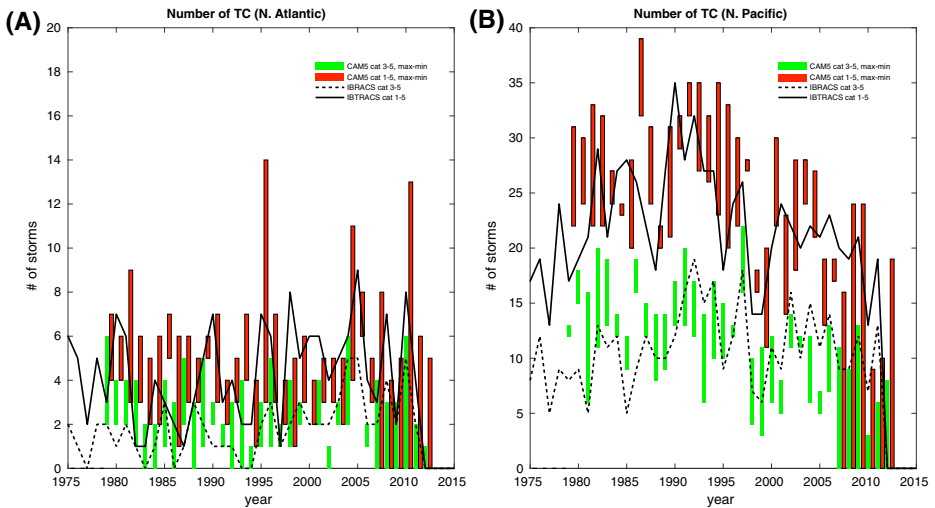 (A)
Number of TC (N. Atlantic)
CAM5 cat 3-5, max-min
CAM5 cat 1-5, max-min
IBRACS cat 3-5
IBTRACS cat 1-5
# of storms
20
18
16
14
12
10
8
6
4
2
0
1975 1980 1985 1990 1995 2000 2005 2010 2015
year
(B)
Number of TC (N. Pacific)
CAM5 cat 3-5, max-min
CAM5 cat 1-5, max-min
IBRACS cat 3-5
IBTRACS cat 1-5
# of storms
40
35
30
25
20
15
10
5
0
1975 1980 1985 1990 1995 2000 2005 2010 2015
year